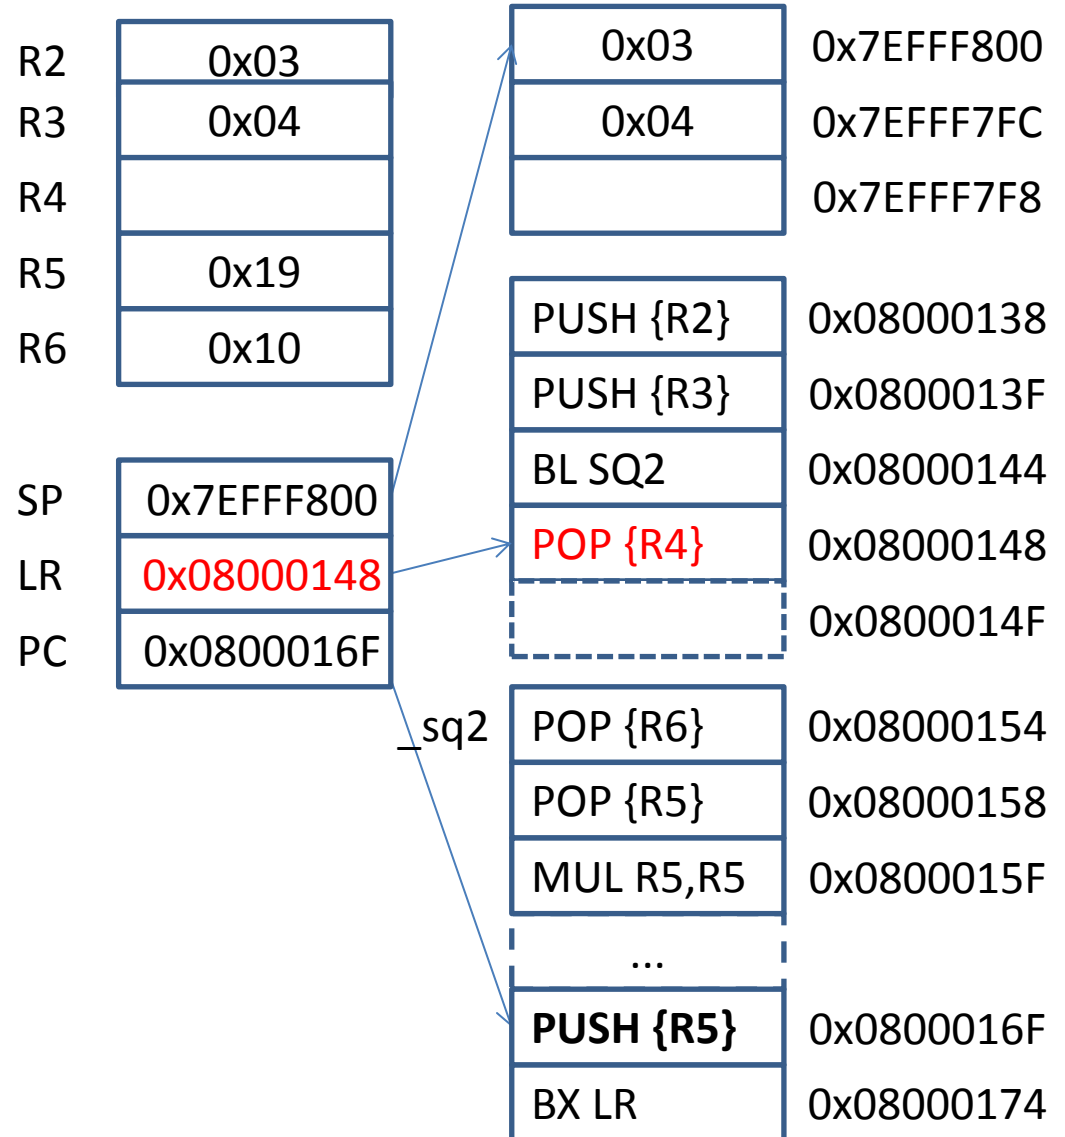 R2 0x03
R3 0x04
R4
R5 0x19
R6 0x10
SP 0x7EFFF800
LR 0x08000148
PC 0x0800016F
0x03 0x7EFFF800
0x04 0x7EFFF7FC
0x7EFFF7F8
PUSH {R2} 0x08000138
PUSH {R3} 0x0800013F
BL SQ2 0x08000144
POP {R4} 0x08000148
0x0800014F
_sq2 POP {R6} 0x08000154
POP {R5} 0x08000158
MUL R5,R5 0x0800015F
...
PUSH {R5} 0x0800016F
BX LR 0x08000174